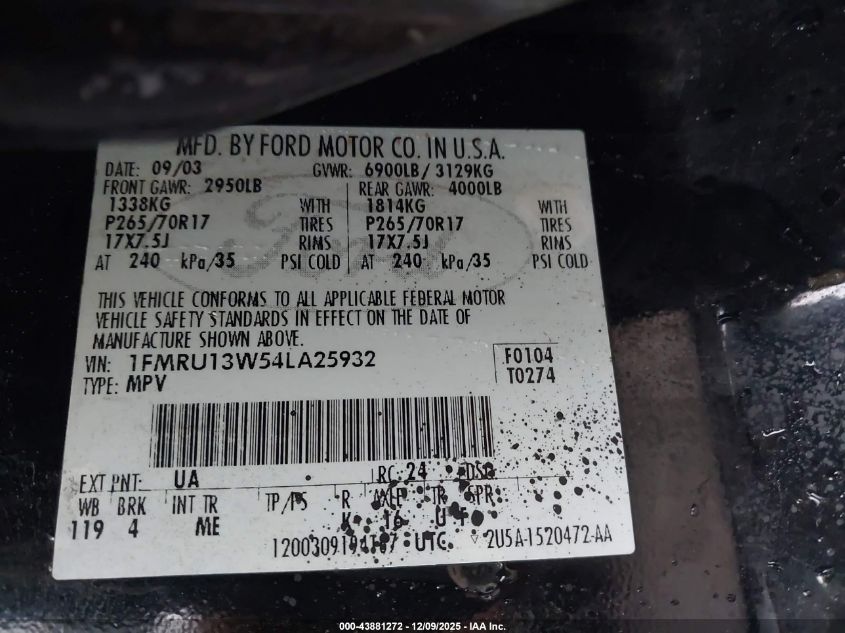 MFD. BY FORD MOTOR CO. IN U.S.A.
DATE: 09/03 GVWR: 6900LB/ 3129KG
FRONT GAWR: 2950LB REAR GAWR: 4000LB
1338KG WITH 1814KG WITH
P265/70R17 TIRES P265/70R17 TIRES
17X7.5J RIMS 17X7.5J RIMS
AT 240 kPa/35 PSI COLD AT 240 kPa/35 PSI COLD
THIS VEHICLE CONFORMS TO ALL APPLICABLE FEDERAL MOTOR
VEHICLE SAFETY STANDARDS IN EFFECT ON THE DATE OF
MANUFACTURE SHOWN ABOVE.
VIN: 1FMRU13W54LA25932 F0104
TYPE: MPV T0274
EXT PNT: UA RC: 24 DSO
WB BRK INT TR TP/PS R AXLE TR SPR
119 4 ME K 16 U F
UTC 2U5A-1520472-AA
000-43881272 - 12/09/2025 - IAA Inc.